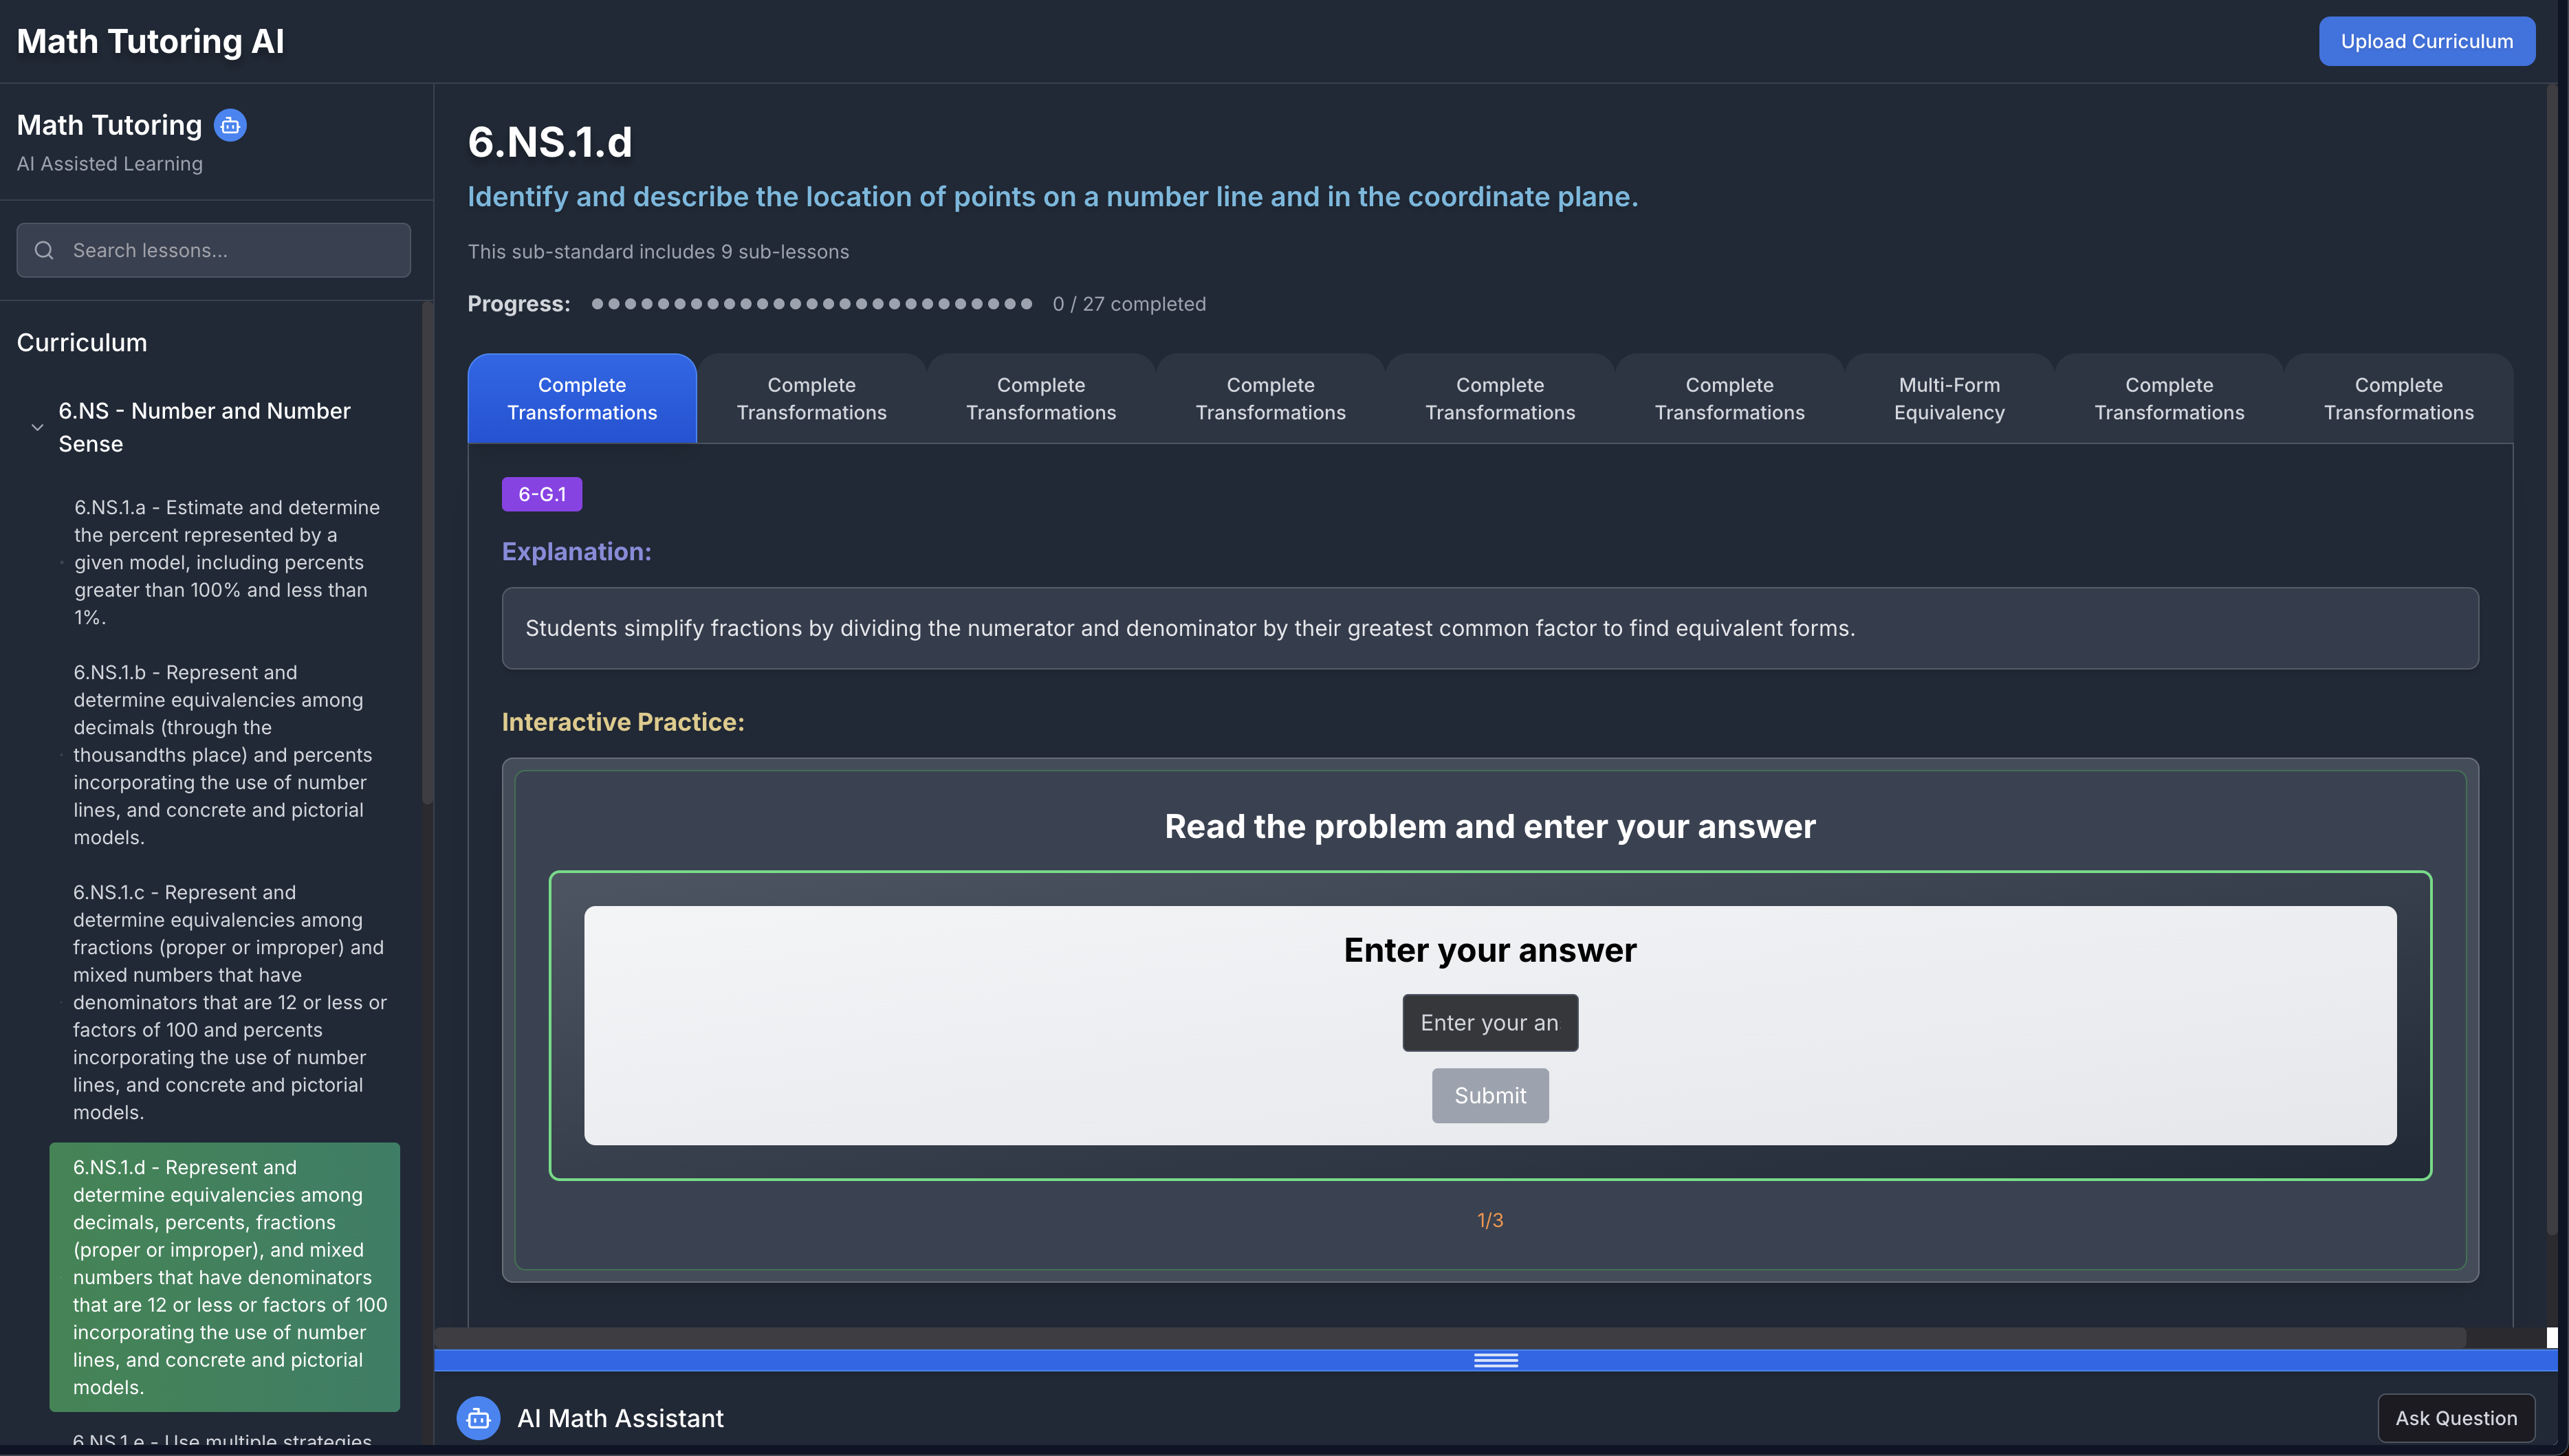 Math Tutoring AI
Upload Curriculum
Math Tutoring
AI Assisted Learning
Search lessons...
Curriculum
6.NS - Number and Number
Sense
6.NS.1.a - Estimate and determine
the percent represented by a
given model, including percents
greater than 100% and less than
1%.
6.NS.1.b - Represent and
determine equivalencies among
decimals (through the
thousandths place) and percents
incorporating the use of number
lines, and concrete and pictorial
models.
6.NS.1.c - Represent and
determine equivalencies among
fractions (proper or improper) and
mixed numbers that have
denominators that are 12 or less or
factors of 100 and percents
incorporating the use of number
lines, and concrete and pictorial
models.
6.NS.1.d - Represent and
determine equivalencies among
decimals, percents, fractions
(proper or improper), and mixed
numbers that have denominators
that are 12 or less or factors of 100
incorporating the use of number
lines, and concrete and pictorial
models.
6.NS.1.e - Use multiple strategies
6.NS.1.d
Identify and describe the location of points on a number line and in the coordinate plane.
This sub-standard includes 9 sub-lessons
Progress: 0 / 27 completed
Complete
Transformations
Complete
Transformations
Complete
Transformations
Complete
Transformations
Complete
Transformations
Complete
Transformations
Multi-Form
Equivalency
Complete
Transformations
Complete
Transformations
6-G.1
Explanation:
Students simplify fractions by dividing the numerator and denominator by their greatest common factor to find equivalent forms.
Interactive Practice:
Read the problem and enter your answer
Enter your answer
Enter your an
Submit
1/3
AI Math Assistant
Ask Question